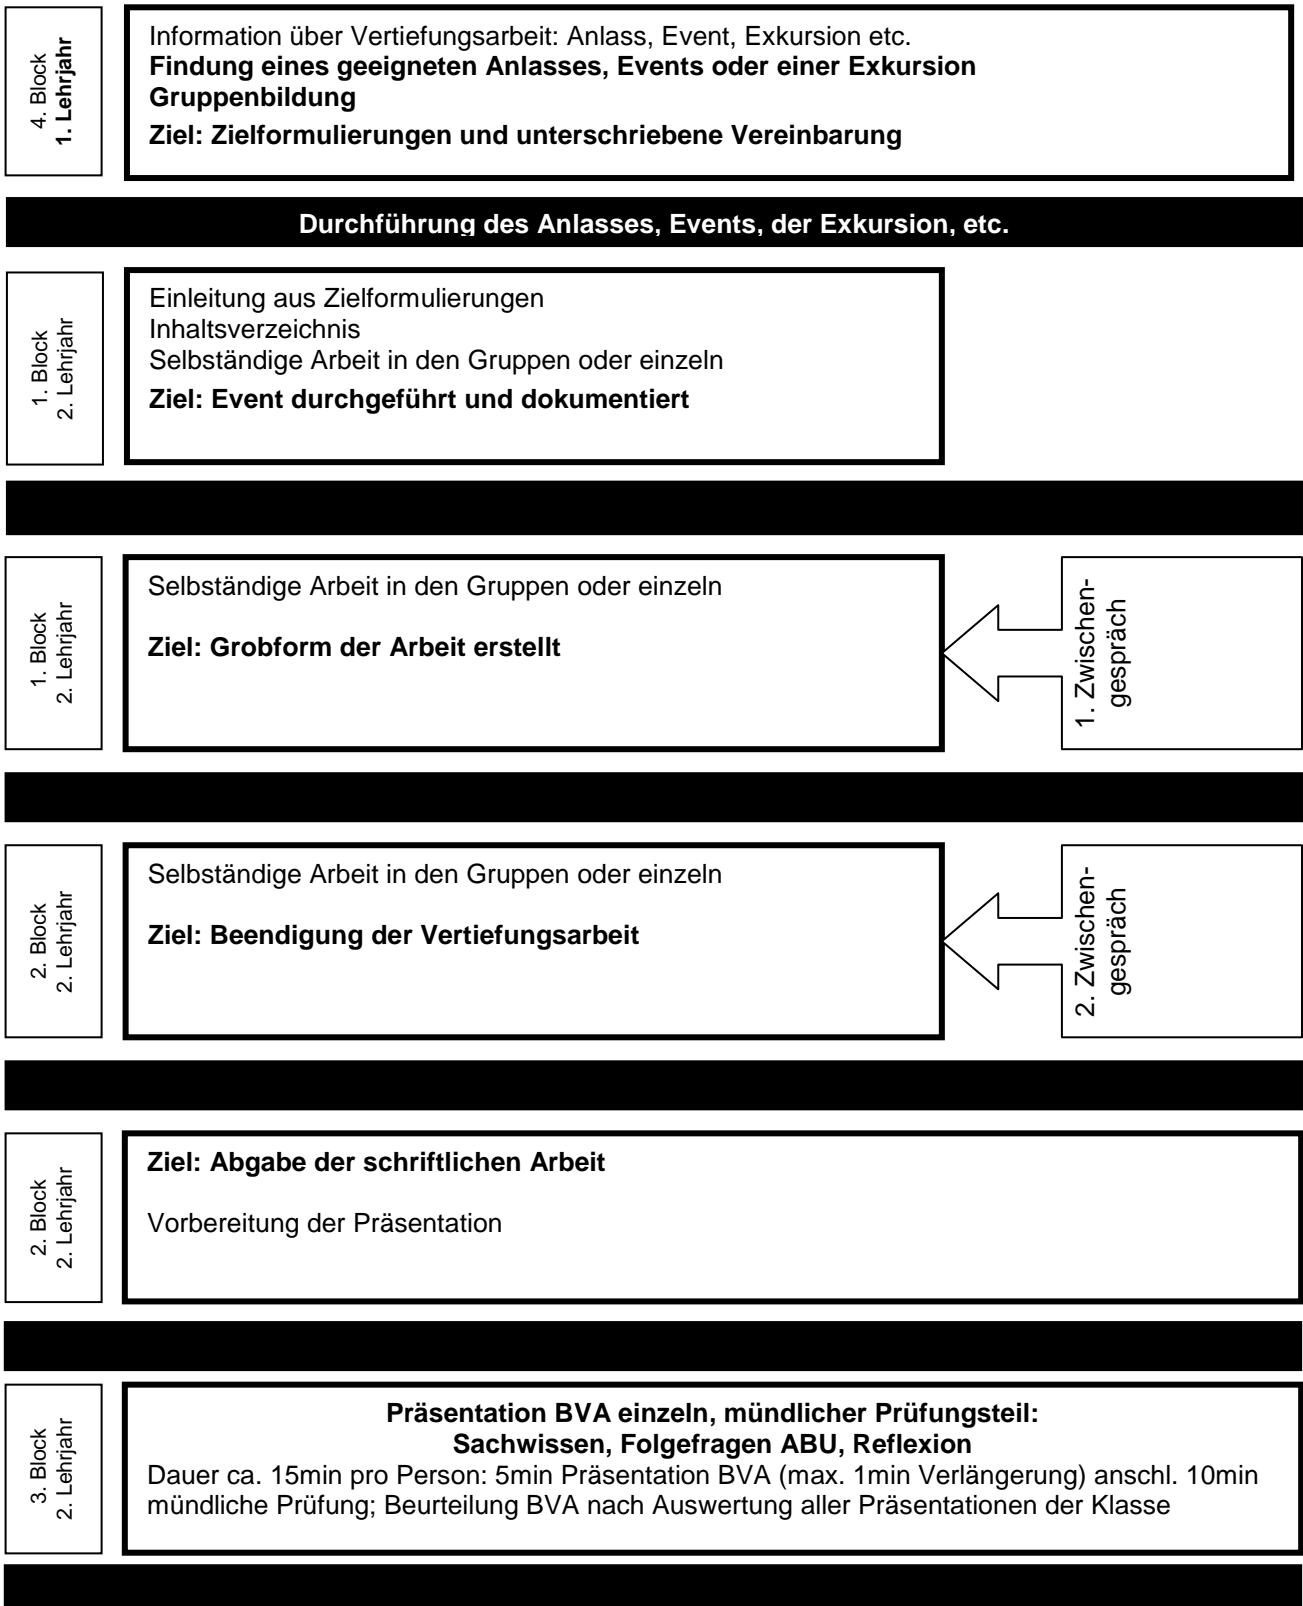 4. Block
1. Lehrjahr
Information über Vertiefungsarbeit: Anlass, Event, Exkursion etc.
Findung eines geeigneten Anlasses, Events oder einer Exkursion
Gruppenbildung
Ziel: Zielformulierungen und unterschriebene Vereinbarung
Durchführung des Anlasses, Events, der Exkursion, etc.
1. Block
2. Lehrjahr
Einleitung aus Zielformulierungen
Inhaltsverzeichnis
Selbständige Arbeit in den Gruppen oder einzeln
Ziel: Event durchgeführt und dokumentiert
1. Block
2. Lehrjahr
Selbständige Arbeit in den Gruppen oder einzeln
Ziel: Grobform der Arbeit erstellt
1. Zwischen-
gespräch
2. Block
2. Lehrjahr
Selbständige Arbeit in den Gruppen oder einzeln
Ziel: Beendigung der Vertiefungsarbeit
2. Zwischen-
gespräch
2. Block
2. Lehrjahr
Ziel: Abgabe der schriftlichen Arbeit
Vorbereitung der Präsentation
3. Block
2. Lehrjahr
Präsentation BVA einzeln, mündlicher Prüfungsteil:
Sachwissen, Folgefragen ABU, Reflexion
Dauer ca. 15min pro Person: 5min Präsentation BVA (max. 1min Verlängerung) anschl. 10min
mündliche Prüfung; Beurteilung BVA nach Auswertung aller Präsentationen der Klasse